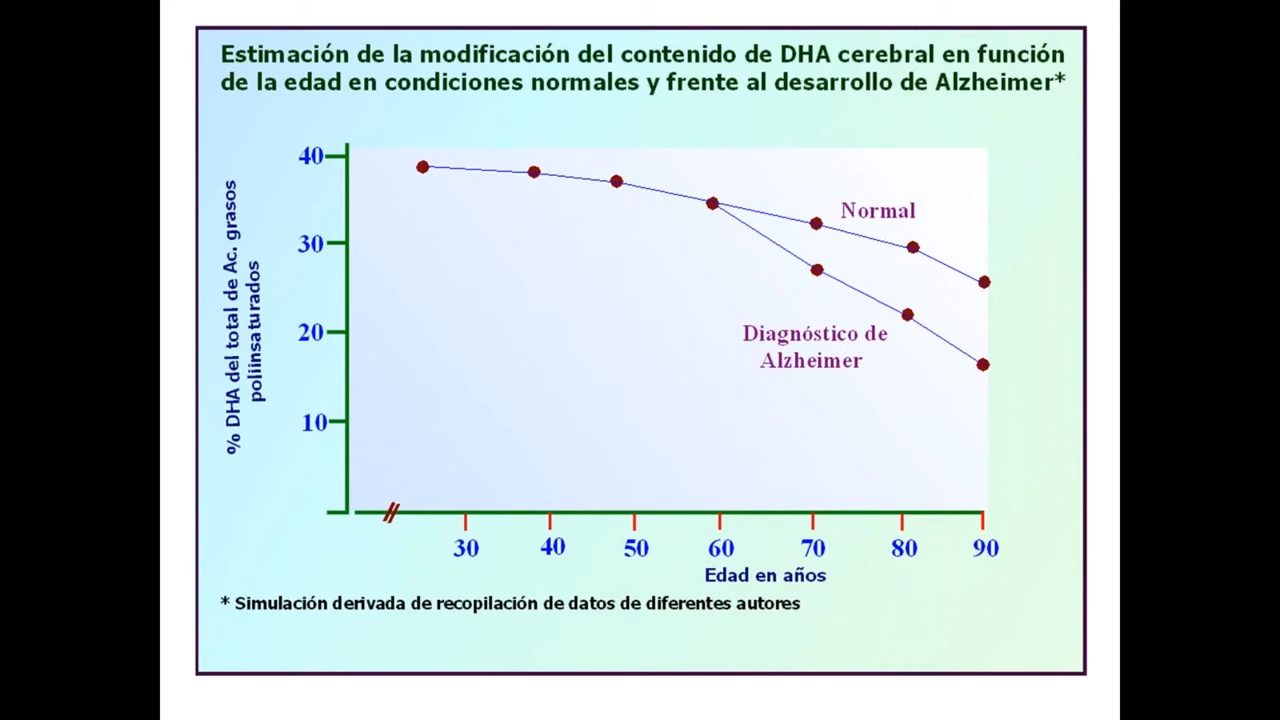 Estimación de la modificación del contenido de DHA cerebral en función
de la edad en condiciones normales y frente al desarrollo de Alzheimer*
% DHA del total de Ac. grasos
poliinsaturados
40
30
20
10
Normal
Diagnóstico de
Alzheimer
30 40 50 60 70 80 90
Edad en años
* Simulación derivada de recopilación de datos de diferentes autores